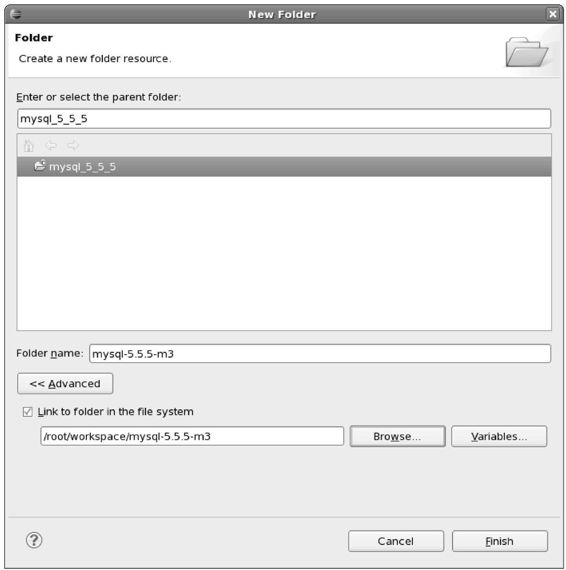 New Folder
Folder
Create a new folder resource.
Enter or select the parent folder:
mysql_5_5_5
mysql_5_5_5
Folder name: mysql-5.5.5-m3
<< Advanced
Link to folder in the file system
/root/workspace/mysql-5.5.5-m3 Browse... Variables...
? Cancel Finish